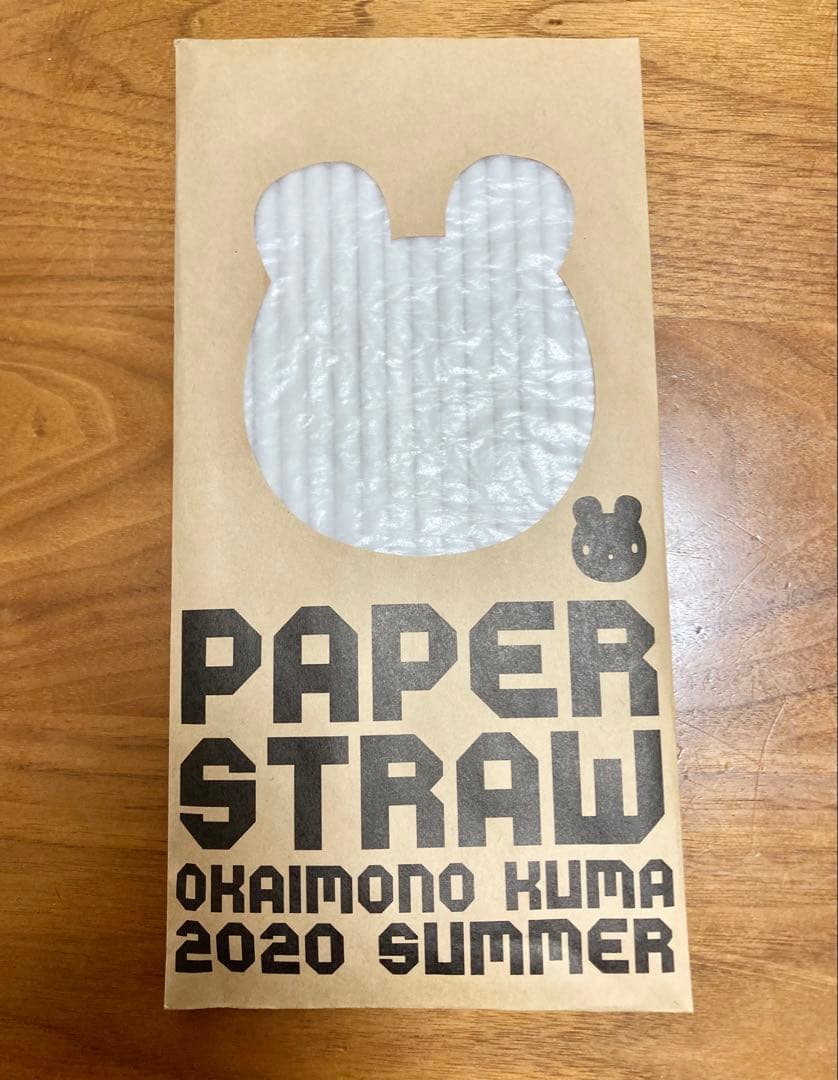 PAPER
STRAW
OKAIMONO KUMA
2020 SUMMER